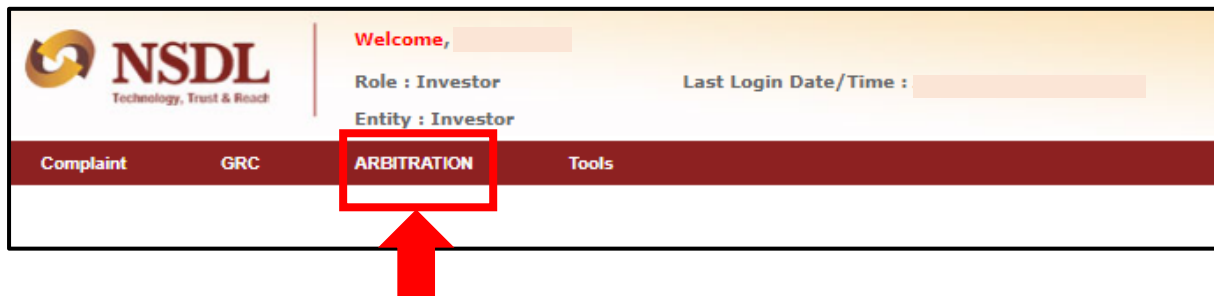 NSDL
Technology, Trust & Reach
Welcome,
Role : Investor
Last Login Date/Time :
Entity : Investor
Complaint GRC ARBITRATION Tools